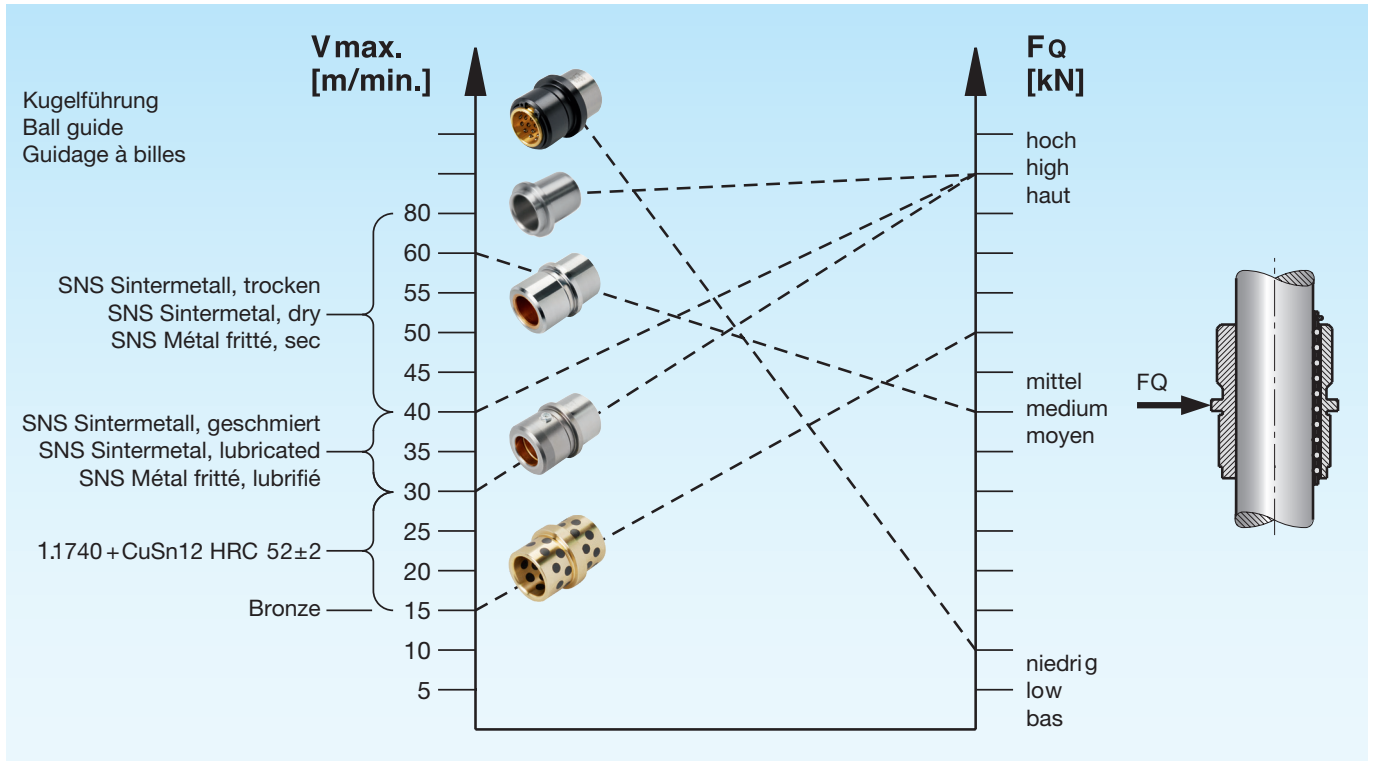 Vmax.
[m/min.]
FQ
[kN]
Kugelführung
Ball guide
Guidage à billes
hoch
high
haut
80
60
SNS Sintermetall, trocken
SNS Sintermetal, dry
SNS Métal fritté, sec
55
50
45
40
mittel
medium
moyen
FQ
SNS Sintermetall, geschmiert
SNS Sintermetal, lubricated
SNS Métal fritté, lubrifié
35
30
25
1.1740+CuSn12 HRC 52±2
20
Bronze
15
10
5
niedrig
low
bas